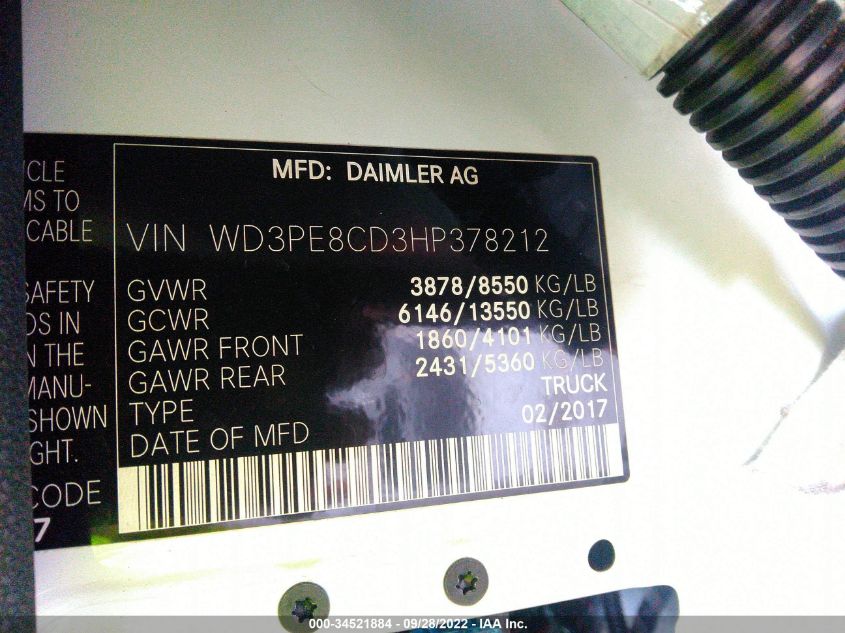 ICLE
MS TO
CABLE
SAFETY
DS IN
N THE
MANU-
SHOWN
GHT.
CODE
7
MFD: DAIMLER AG
VIN WD3PE8CD3HP378212
GVWR 3878/8550 KG/LB
GCWR 6146/13550 KG/LB
GAWR FRONT 1860/4101 KG/LB
GAWR REAR 2431/5360 KG/LB
TYPE TRUCK
DATE OF MFD 02/2017
000-34521884 - 09/28/2022 - IAA Inc.